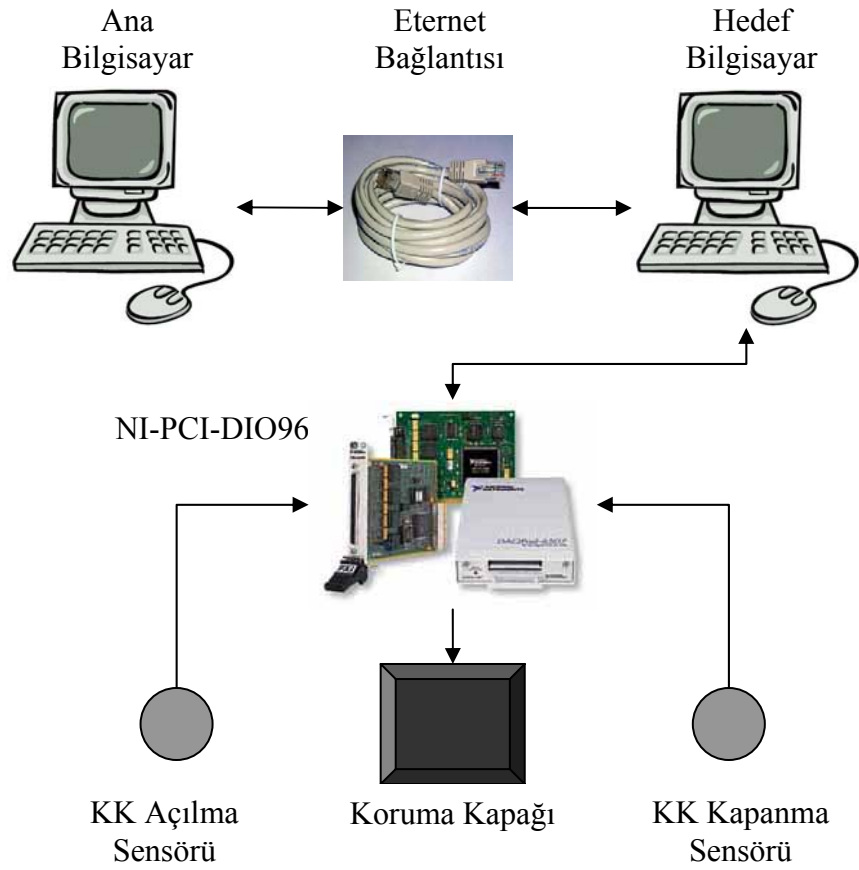 Ana
Bilgisayar
Eternet
Bağlantısı
Hedef
Bilgisayar
NI-PCI-DIO96
KK Açılma
Sensörü
Koruma Kapağı
KK Kapanma
Sensörü